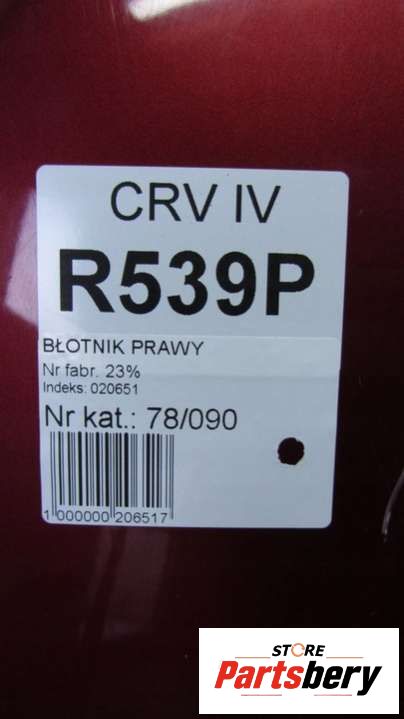 CRV IV
R539P
BŁOTNIK PRAWY
Nr fabr. 23%
Indeks: 020651
Nr kat.: 78/090
1 000000 206517
STORE
Partsbery